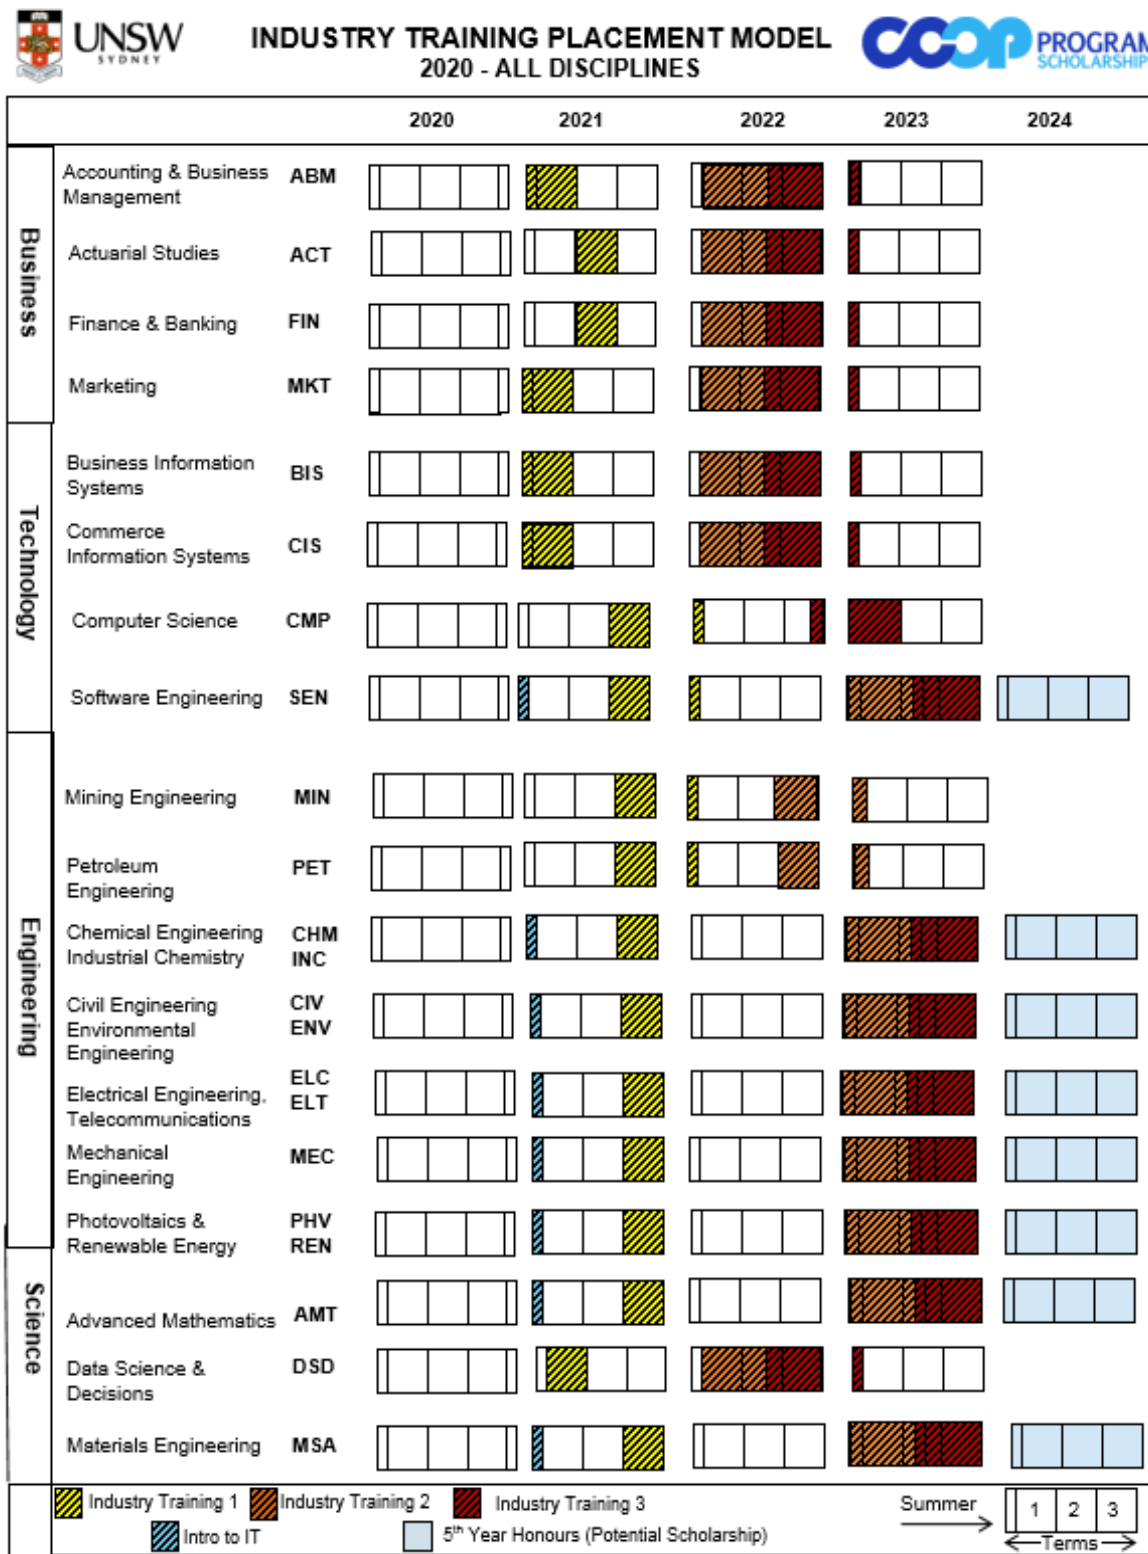 UNSW
SYDNEY
INDUSTRY TRAINING PLACEMENT MODEL
2020 - ALL DISCIPLINES
CO-OP PROGRAM
SCHOLARSHIP
2020 2021 2022 2023 2024
Business
Accounting & Business
Management
ABM
Actuarial Studies ACT
Finance & Banking FIN
Marketing MKT
Technology
Business Information
Systems
BIS
Commerce
Information Systems
CIS
Computer Science CMP
Software Engineering SEN
Engineering
Mining Engineering MIN
Petroleum
Engineering
PET
Chemical Engineering CHM
Industrial Chemistry INC
Civil Engineering CIV
Environmental ENV
Engineering
Electrical Engineering, ELC
Telecommunications ELT
Mechanical
Engineering
MEC
Photovoltaics & PHV
Renewable Energy REN
Science
Advanced Mathematics AMT
Data Science &
Decisions
DSD
Materials Engineering MSA
Industry Training 1 Industry Training 2 Industry Training 3
Intro to IT 5th Year Honours (Potential Scholarship)
Summer 1 2 3
Terms